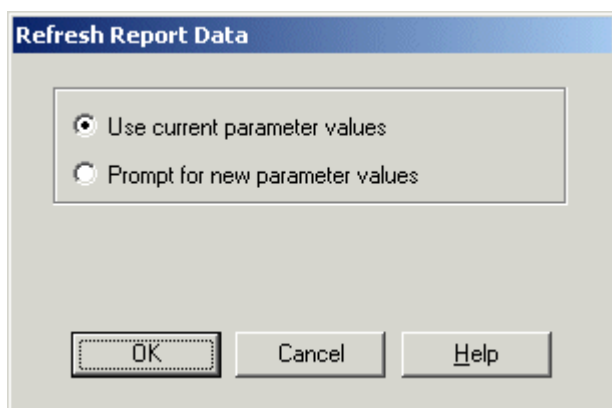 Refresh Report Data
Use current parameter values
Prompt for new parameter values
OK Cancel Help